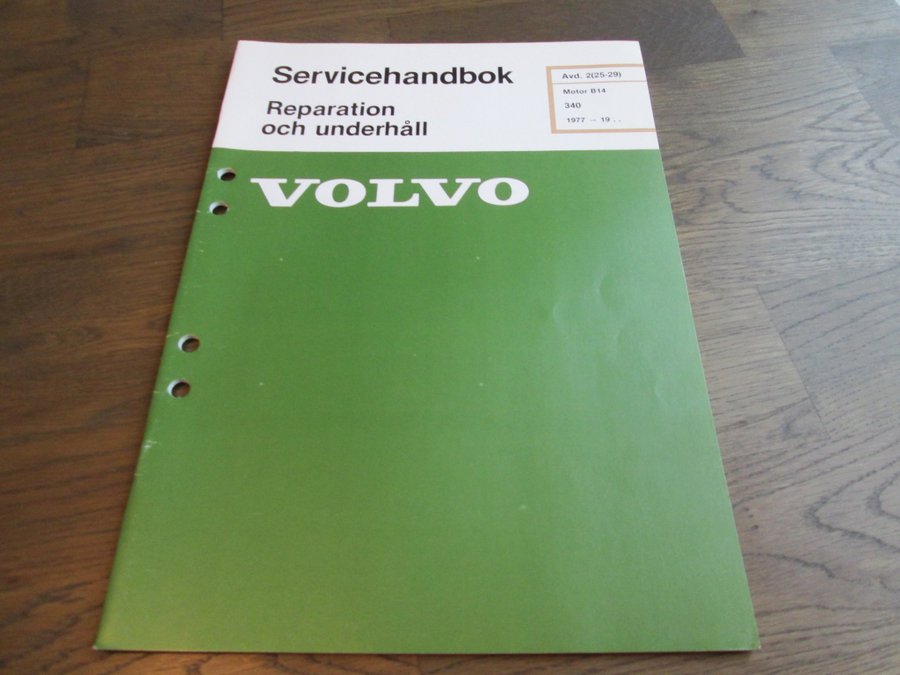 Servicehandbok
Reparation
och underhåll
Avd. 2(25-29)
Motor B14
340
1977 – 19 . .
VOLVO